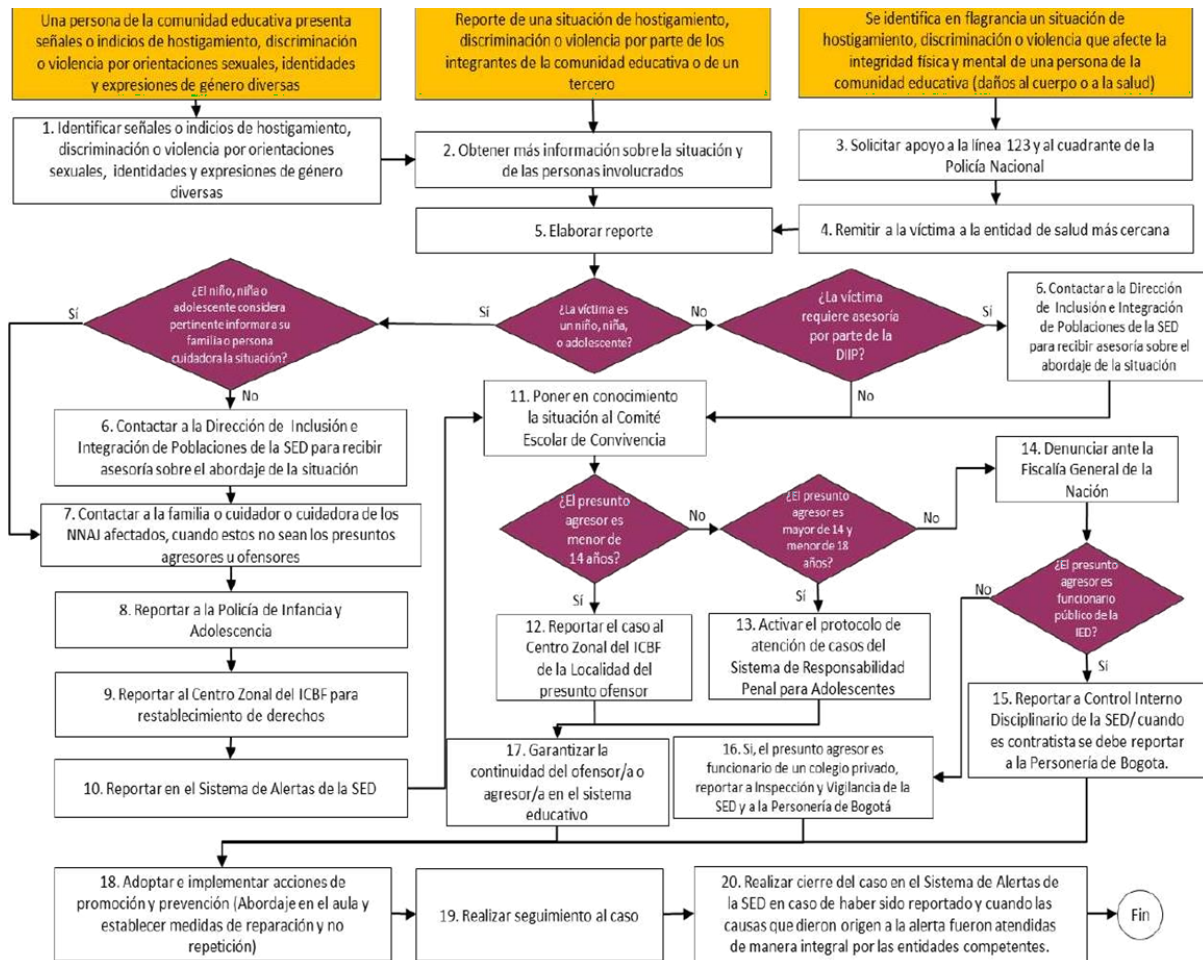 Una persona de la comunidad educativa presenta
señales o indicios de hostigamiento, discriminación
o violencia por orientaciones sexuales, identidades
y expresiones de género diversas
Reporte de una situación de hostigamiento,
discriminación o violencia por parte de los
integrantes de la comunidad educativa o de un
tercero
Se identifica en flagrancia un situación de
hostigamiento, discriminación o violencia que afecte la
integridad física y mental de una persona de la
comunidad educativa (daños al cuerpo o a la salud)
1. Identificar señales o indicios de hostigamiento,
discriminación o violencia por orientaciones
sexuales, identidades y expresiones de género
diversas
2. Obtener más información sobre la situación y
de las personas involucrados
3. Solicitar apoyo a la línea 123 y al cuadrante de la
Policía Nacional
5. Elaborar reporte
4. Remitir a la víctima a la entidad de salud más cercana
Sí
¿El niño, niña o
adolescente considera
pertinente informar a su
familia o persona
cuidadora la situación?
Sí
¿La víctima es
un niño, niña,
o adolescente?
No
¿La víctima
requiere asesoría
por parte de la
DIIP?
Sí
6. Contactar a la Dirección
de Inclusión e Integración
de Poblaciones de la SED
para recibir asesoría sobre el
abordaje de la situación
No
No
6. Contactar a la Dirección de Inclusión e
Integración de Poblaciones de la SED para recibir
asesoría sobre el abordaje de la situación
11. Poner en conocimiento
la situación al Comité
Escolar de Convivencia
7. Contactar a la familia o cuidador o cuidadora de los
NNAJ afectados, cuando estos no sean los presuntos
agresores u ofensores
¿El presunto
agresor es
menor de
14 años?
No
¿El presunto
agresor es
mayor de 14 y
menor de 18
años?
No
14. Denunciar ante la
Fiscalía General de la
Nación
8. Reportar a la Policía de Infancia y
Adolescencia
Sí
Sí
No
¿El presunto
agresor es
funcionario
público de la
IED?
Sí
12. Reportar el caso al
Centro Zonal del ICBF
de la Localidad del
presunto ofensor
13. Activar el protocolo de
atención de casos del
Sistema de Responsabilidad
Penal para Adolescentes
9. Reportar al Centro Zonal del ICBF para
restablecimiento de derechos
15. Reportar a Control Interno
Disciplinario de la SED/ cuando
es contratista se debe reportar
a la Personería de Bogota.
10. Reportar en el Sistema de Alertas de la SED
17. Garantizar la
continuidad del ofensor/a o
agresor/a en el sistema
educativo
16. Si, el presunto agresor es
funcionario de un colegio privado,
reportar a Inspección y Vigilancia de la
SED y a la Personería de Bogotá
18. Adoptar e implementar acciones de
promoción y prevención (Abordaje en el aula y
establecer medidas de reparación y no
repetición)
19. Realizar seguimiento al caso
20. Realizar cierre del caso en el Sistema de Alertas de
la SED en caso de haber sido reportado y cuando las
causas que dieron origen a la alerta fueron atendidas
de manera integral por las entidades competentes.
Fin